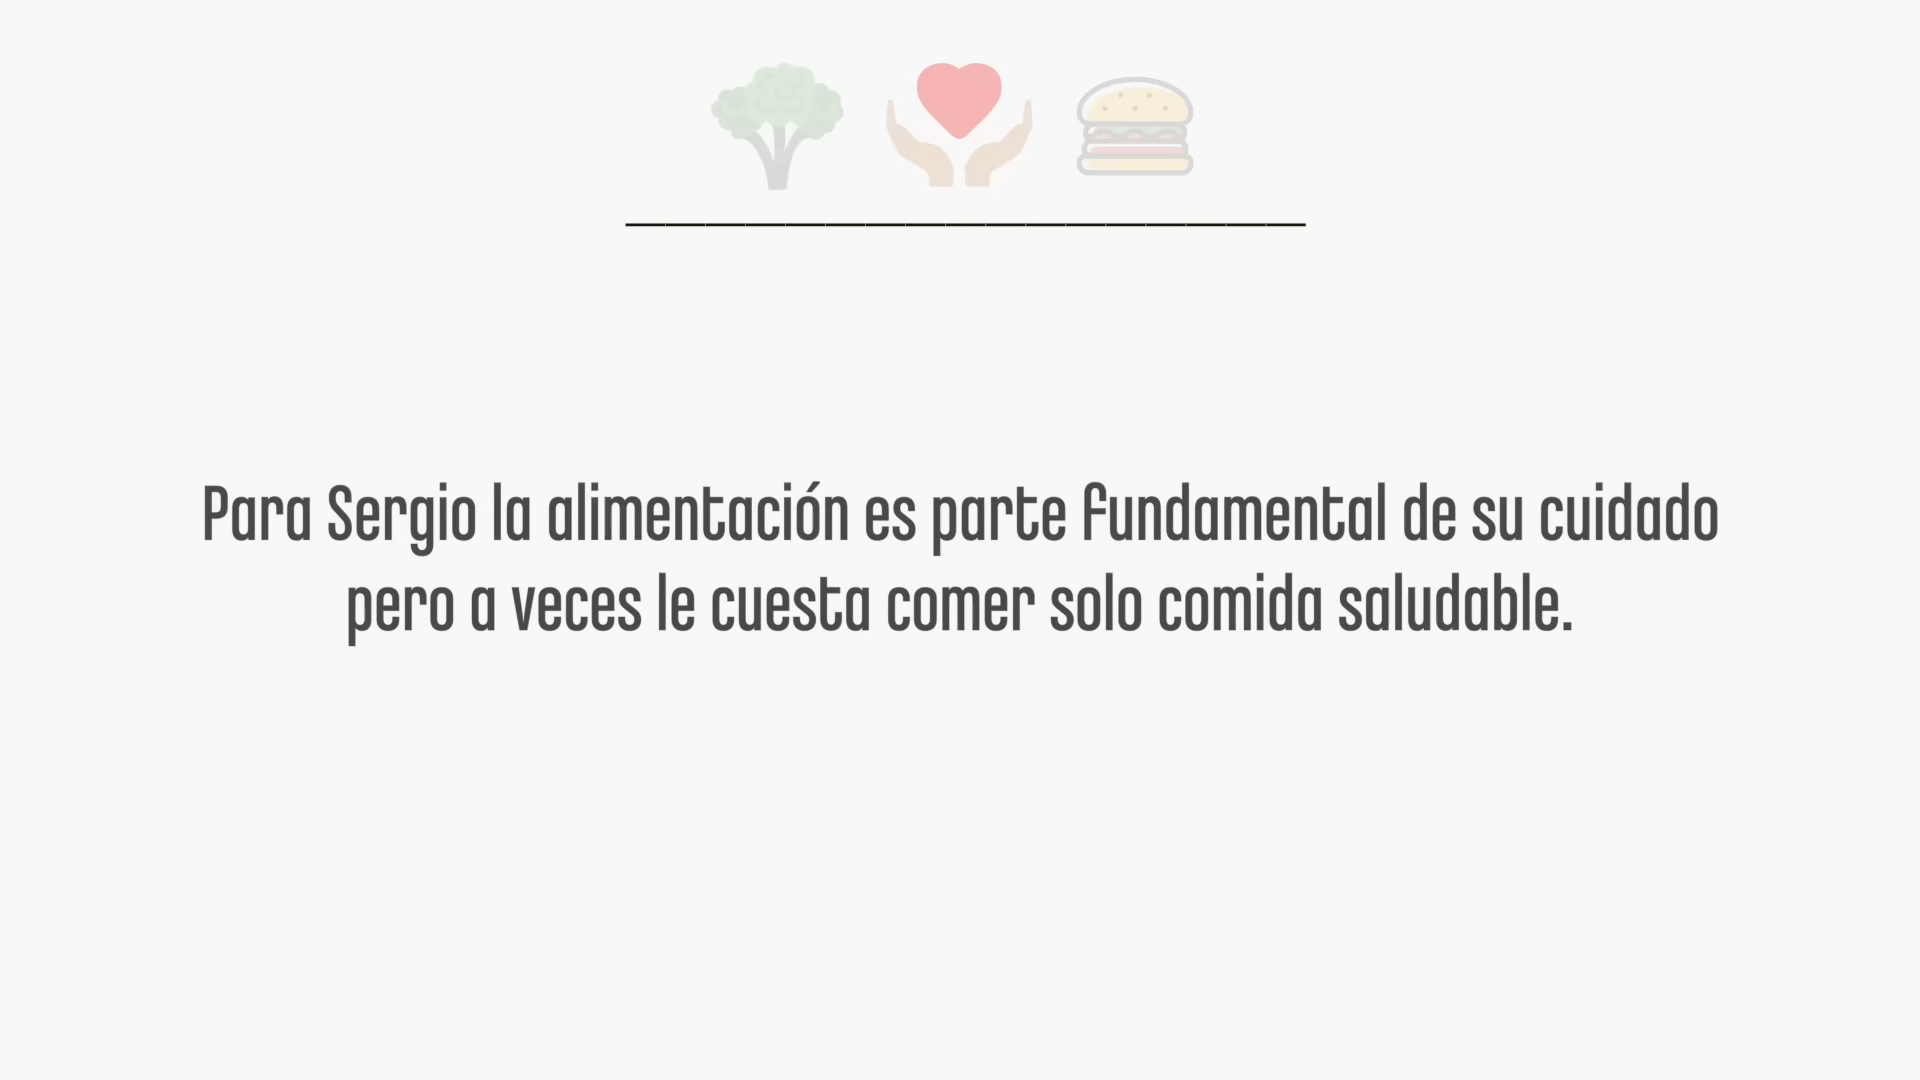 Para Sergio la alimentación es parte fundamental de su cuidado
pero a veces le cuesta comer solo comida saludable.